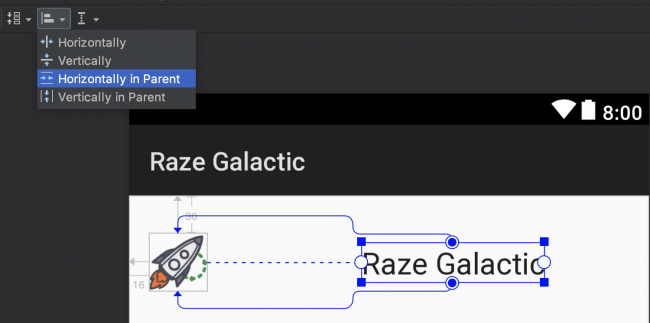 Horizontally
Vertically
Horizontally in Parent
Vertically in Parent
8:00
Raze Galactic
30
Raze Galactic
16